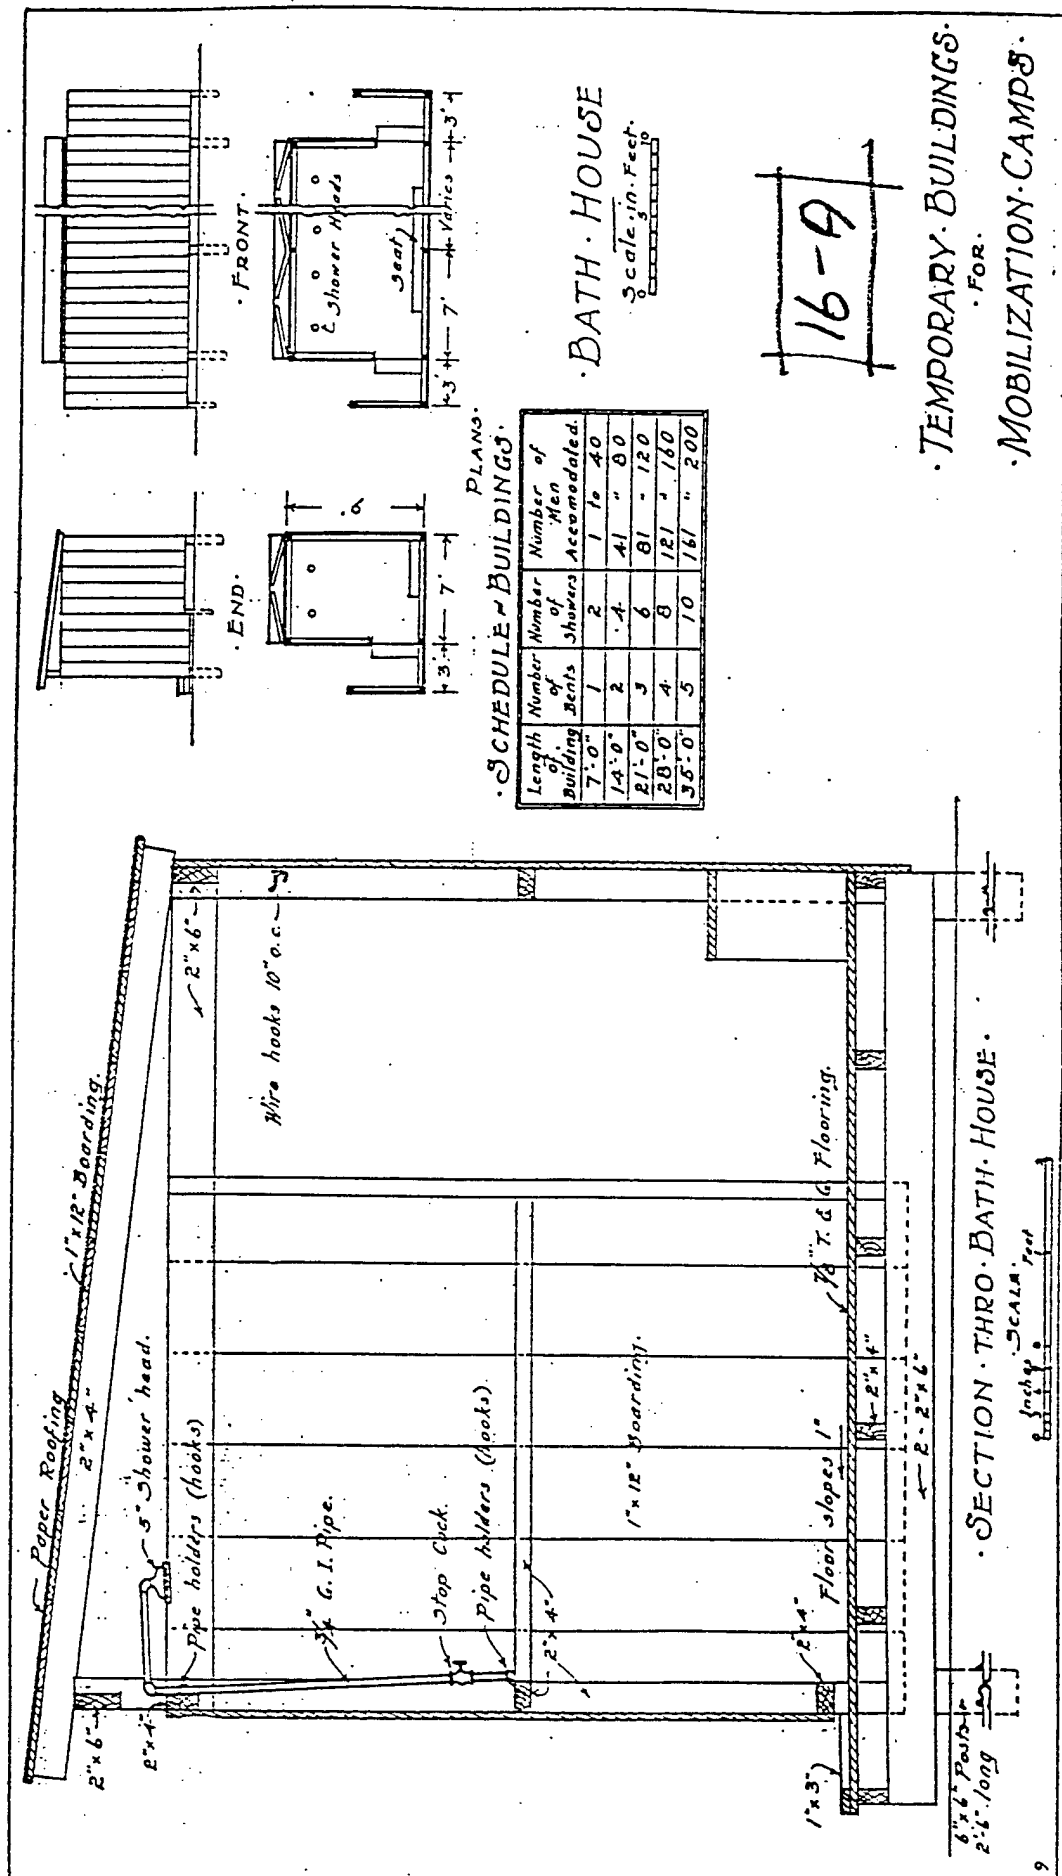 Paper Roofing
1"x12" Boarding.
2" x 4"
5" Shower head.
2"x6"
2"x4"
Pipe holders (hooks)
2"x6"
Wire hooks 10" o.c.
3/4" G. I. Pipe.
Stop Cock.
Pipe holders (hooks).
2"x4"
1"x12" Boarding.
2"x4"
Floor slopes 1"
7/8" T. & G. Flooring.
1"x3"
2"x4"
2-2"x6"
6"x6" Posts
2'-6" long
·SECTION·THRO·BATH·HOUSE·
SCALE.
Inches
Feet
·END·
·FRONT·
Shower Heads
Seat
3' 7'
9'
3' 7' Varies 3'
PLANS·
·SCHEDULE~BUILDINGS·
Length of Building Number of Bents Number of Showers Number of Men Accomodated.
7'-0" 1 2 1 to 40
14'-0" 2 4 41 " 80
21'-0" 3 6 81 " 120
28'-0" 4 8 121 " 160
35'-0" 5 10 161 " 200
·BATH·HOUSE
Scale·in·Feet·
0 5 10
16-A
·TEMPORARY·BUILDINGS·
·FOR·
·MOBILIZATION·CAMPS·
9